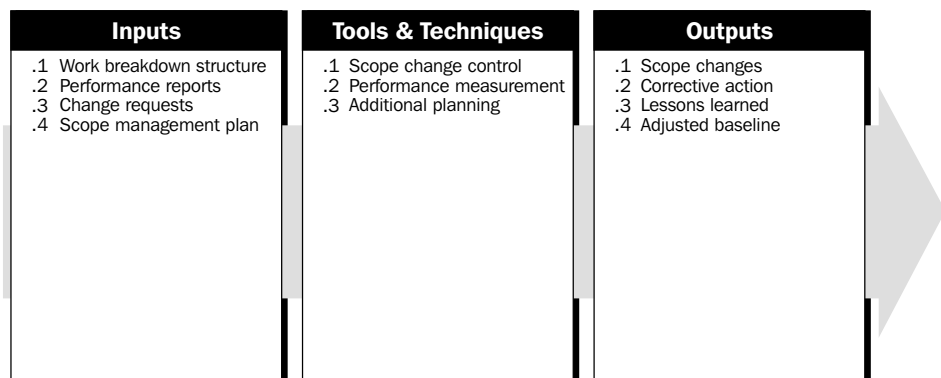 Inputs
.1 Work breakdown structure
.2 Performance reports
.3 Change requests
.4 Scope management plan
Tools & Techniques
.1 Scope change control
.2 Performance measurement
.3 Additional planning
Outputs
.1 Scope changes
.2 Corrective action
.3 Lessons learned
.4 Adjusted baseline